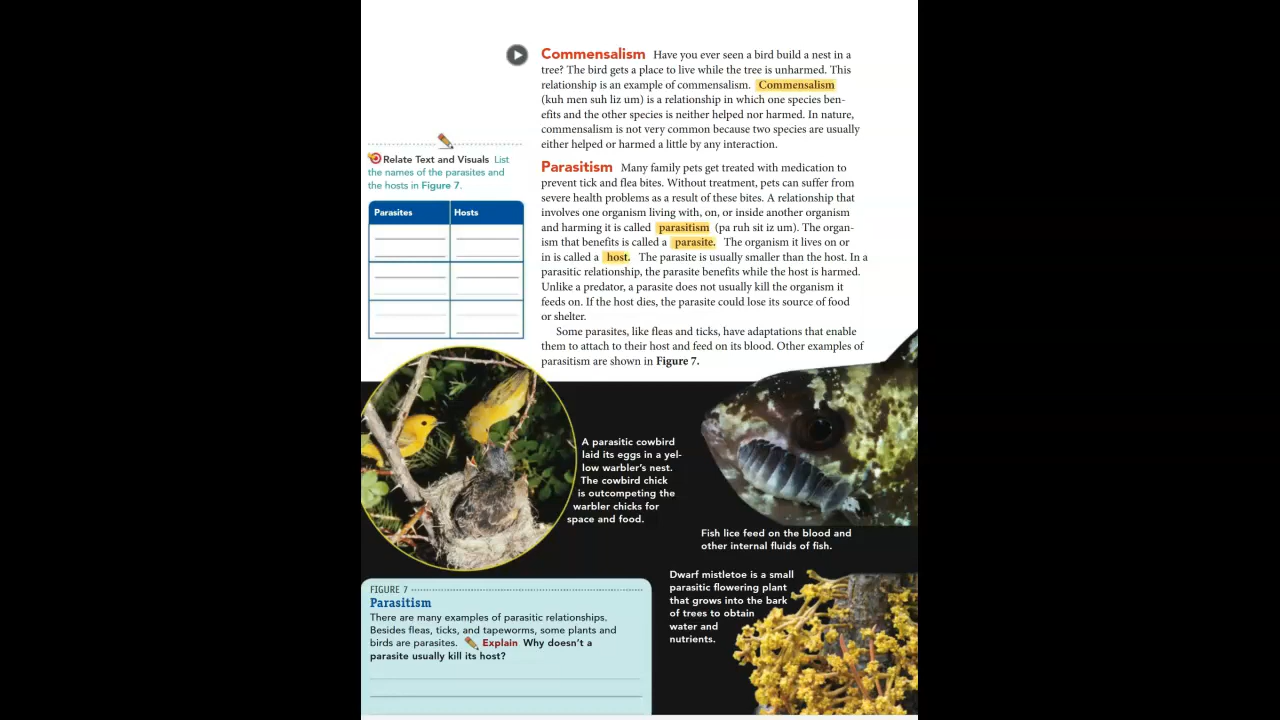 Commensalism Have you ever seen a bird build a nest in a
tree? The bird gets a place to live while the tree is unharmed. This
relationship is an example of commensalism. Commensalism
(kuh men suh liz um) is a relationship in which one species ben-
efits and the other species is neither helped nor harmed. In nature,
commensalism is not very common because two species are usually
either helped or harmed a little by any interaction.
Relate Text and Visuals List
the names of the parasites and
the hosts in Figure 7.
Parasites Hosts
Parasitism Many family pets get treated with medication to
prevent tick and flea bites. Without treatment, pets can suffer from
severe health problems as a result of these bites. A relationship that
involves one organism living with, on, or inside another organism
and harming it is called parasitism (pa ruh sit iz um). The organ-
ism that benefits is called a parasite. The organism it lives on or
in is called a host. The parasite is usually smaller than the host. In a
parasitic relationship, the parasite benefits while the host is harmed.
Unlike a predator, a parasite does not usually kill the organism it
feeds on. If the host dies, the parasite could lose its source of food
or shelter.
Some parasites, like fleas and ticks, have adaptations that enable
them to attach to their host and feed on its blood. Other examples of
parasitism are shown in Figure 7.
A parasitic cowbird
laid its eggs in a yel-
low warbler's nest.
The cowbird chick
is outcompeting the
warbler chicks for
space and food.
Fish lice feed on the blood and
other internal fluids of fish.
Dwarf mistletoe is a small
parasitic flowering plant
that grows into the bark
of trees to obtain
water and
nutrients.
FIGURE 7
Parasitism
There are many examples of parasitic relationships.
Besides fleas, ticks, and tapeworms, some plants and
birds are parasites. Explain Why doesn't a
parasite usually kill its host?